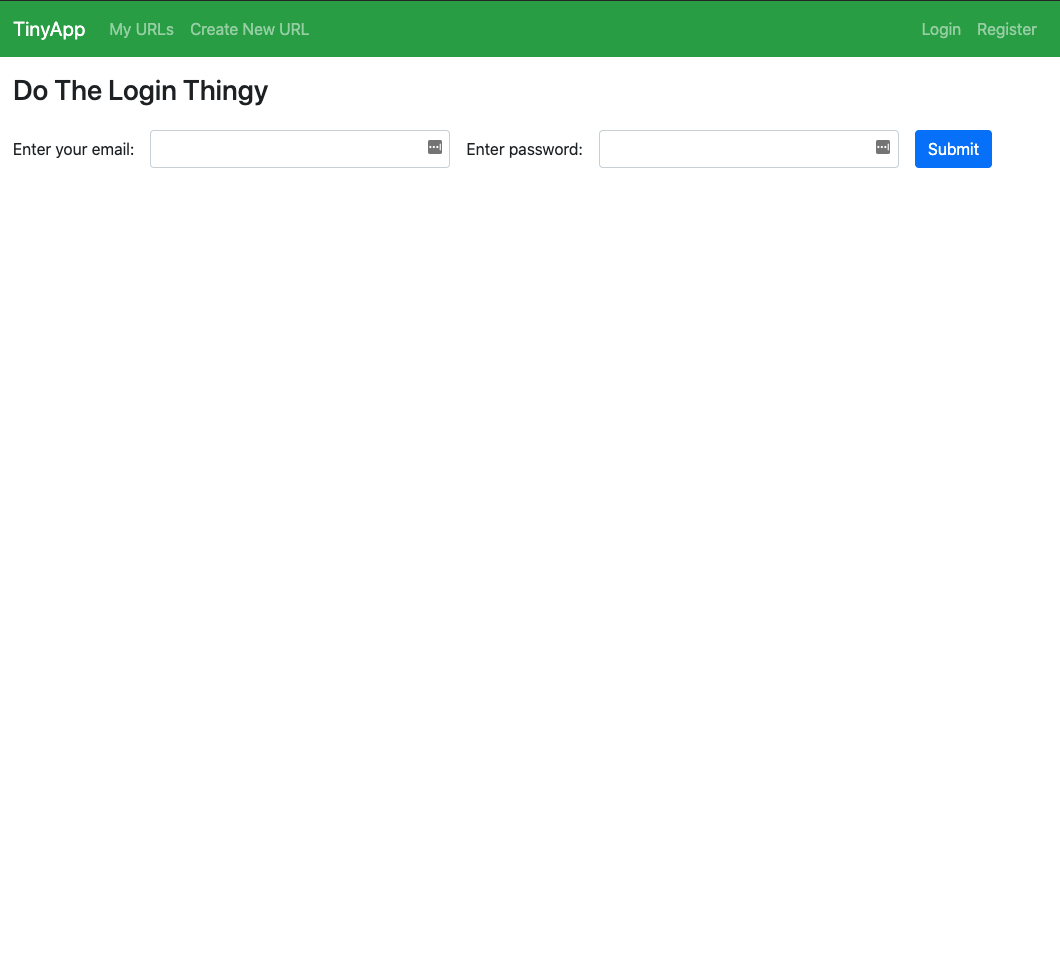 TinyApp My URLs Create New URL Login Register
Do The Login Thingy
Enter your email: Enter password: Submit